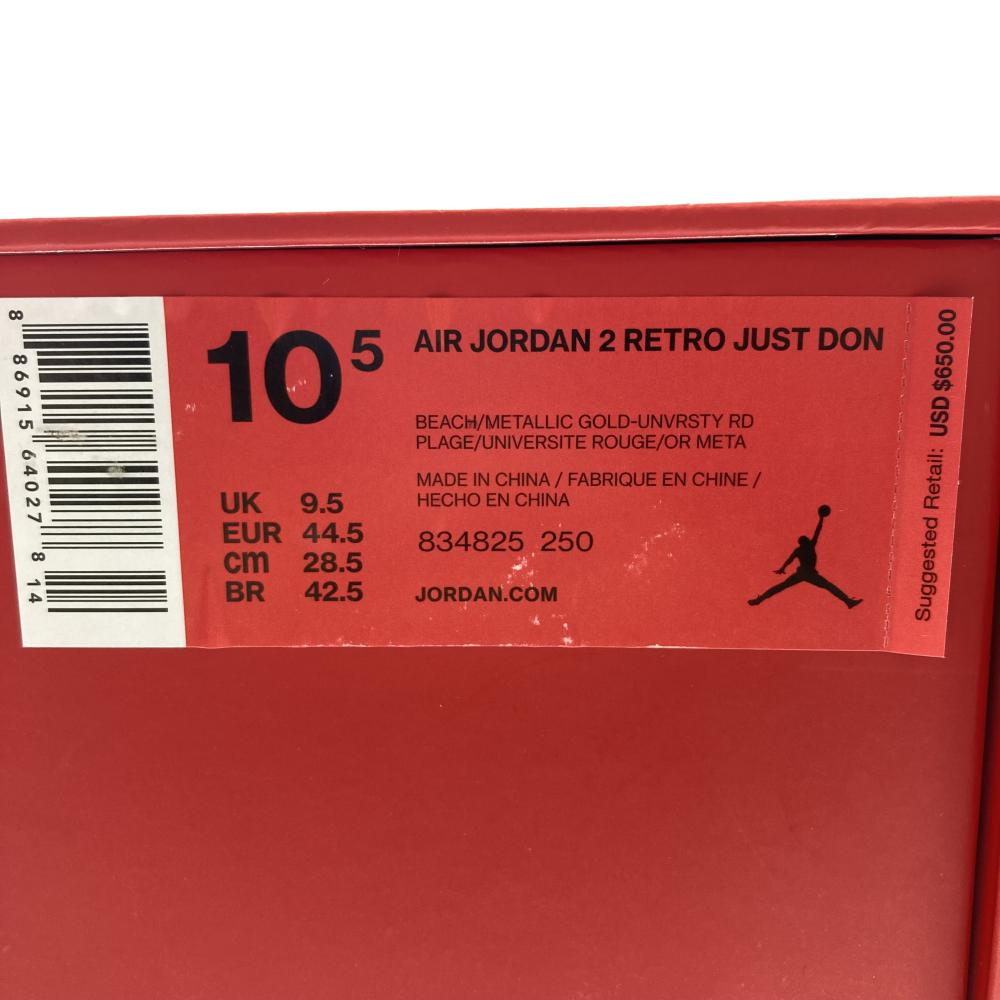 8 86915 64027 8 14
10 5
AIR JORDAN 2 RETRO JUST DON
BEACH/METALLIC GOLD-UNVRSTY RD
PLAGE/UNIVERSITE ROUGE/OR META
MADE IN CHINA / FABRIQUE EN CHINE /
HECHO EN CHINA
834825 250
JORDAN.COM
UK 9.5
EUR 44.5
cm 28.5
BR 42.5
Suggested Retail: USD $650.00